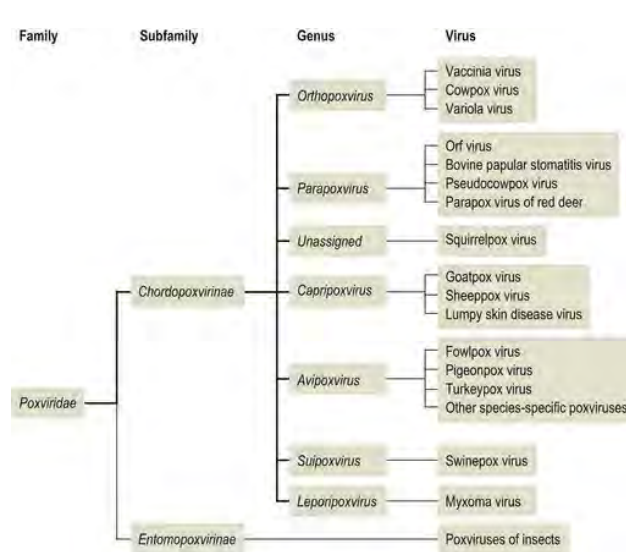 Family Subfamily Genus Virus
Orthopoxvirus
Vaccinia virus
Cowpox virus
Variola virus
Parapoxvirus
Orf virus
Bovine papular stomatitis virus
Pseudocowpox virus
Parapox virus of red deer
Unassigned
Squirrelpox virus
Chordopoxvirinae
Capripoxvirus
Goatpox virus
Sheeppox virus
Lumpy skin disease virus
Avipoxvirus
Fowlpox virus
Pigeonpox virus
Turkeypox virus
Other species-specific poxviruses
Poxviridae
Suipoxvirus
Swinepox virus
Leporipoxvirus
Myxoma virus
Entomopoxvirinae
Poxviruses of insects